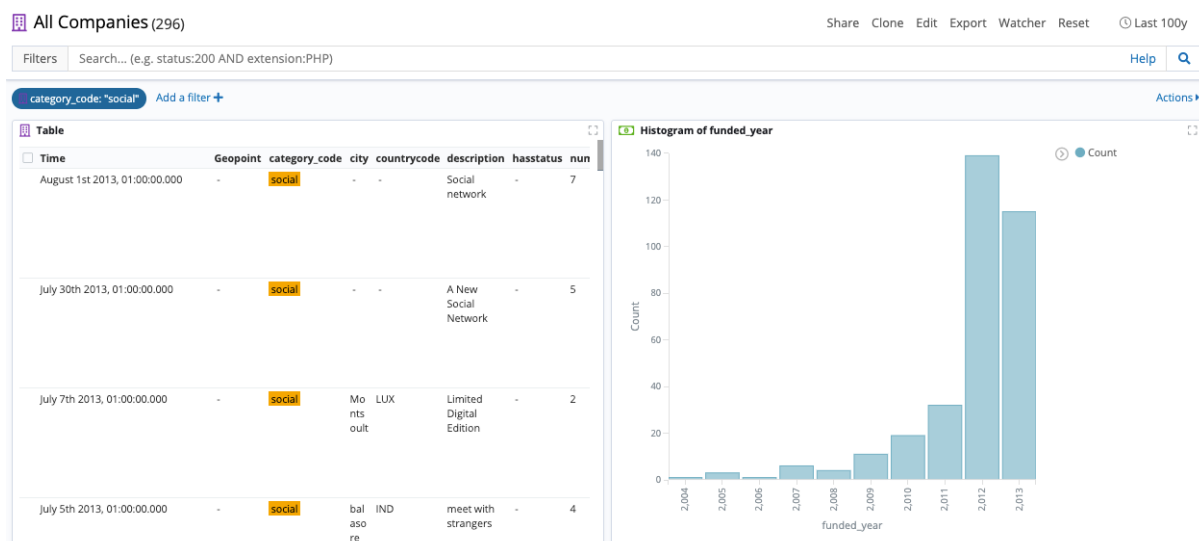 All Companies (296)
Share Clone Edit Export Watcher Reset Last 100y
Filters Search... (e.g. status:200 AND extension:PHP) Help
category_code: "social" Add a filter + Actions
Table
Time Geopoint category_code city countrycode description hasstatus num
August 1st 2013, 01:00:00.000 - social - - Social - 7
network
July 30th 2013, 01:00:00.000 - social - - A New - 5
Social
Network
July 7th 2013, 01:00:00.000 - social Mo LUX Limited - 2
nts Digital
oult Edition
July 5th 2013, 01:00:00.000 - social bal IND meet with - 4
aso strangers
re
Histogram of funded_year
Count
140
120
100
80
60
40
20
0
Count
2,004 2,005 2,006 2,007 2,008 2,009 2,010 2,011 2,012 2,013
funded_year